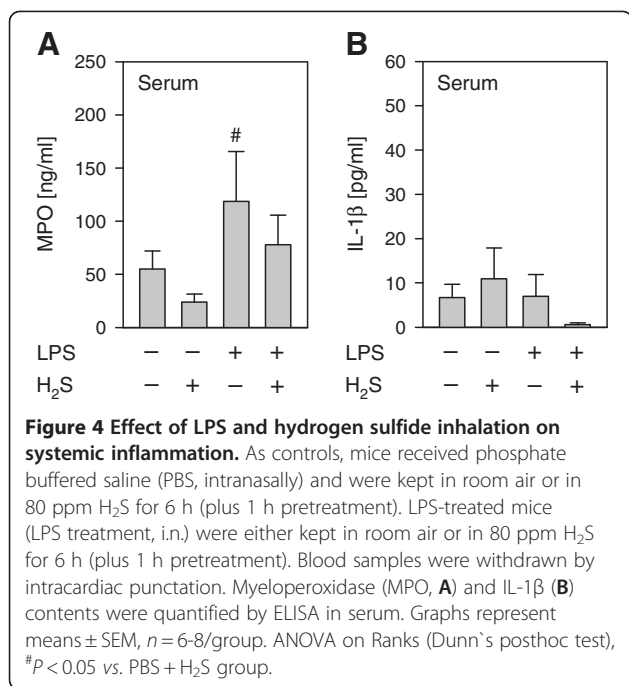 A
B
250
200
150
100
50
0
MPO [ng/ml]
Serum
#
60
50
40
30
20
10
0
IL-1β [pg/ml]
Serum
LPS − − + + LPS − − + +
H₂S − + − + H₂S − + − +
Figure 4 Effect of LPS and hydrogen sulfide inhalation on
systemic inflammation. As controls, mice received phosphate
buffered saline (PBS, intranasally) and were kept in room air or in
80 ppm H₂S for 6 h (plus 1 h pretreatment). LPS-treated mice
(LPS treatment, i.n.) were either kept in room air or in 80 ppm H₂S
for 6 h (plus 1 h pretreatment). Blood samples were withdrawn by
intracardiac punctation. Myeloperoxidase (MPO, A) and IL-1β (B)
contents were quantified by ELISA in serum. Graphs represent
means ± SEM, n = 6-8/group. ANOVA on Ranks (Dunn`s posthoc test),
#P < 0.05 vs. PBS + H₂S group.